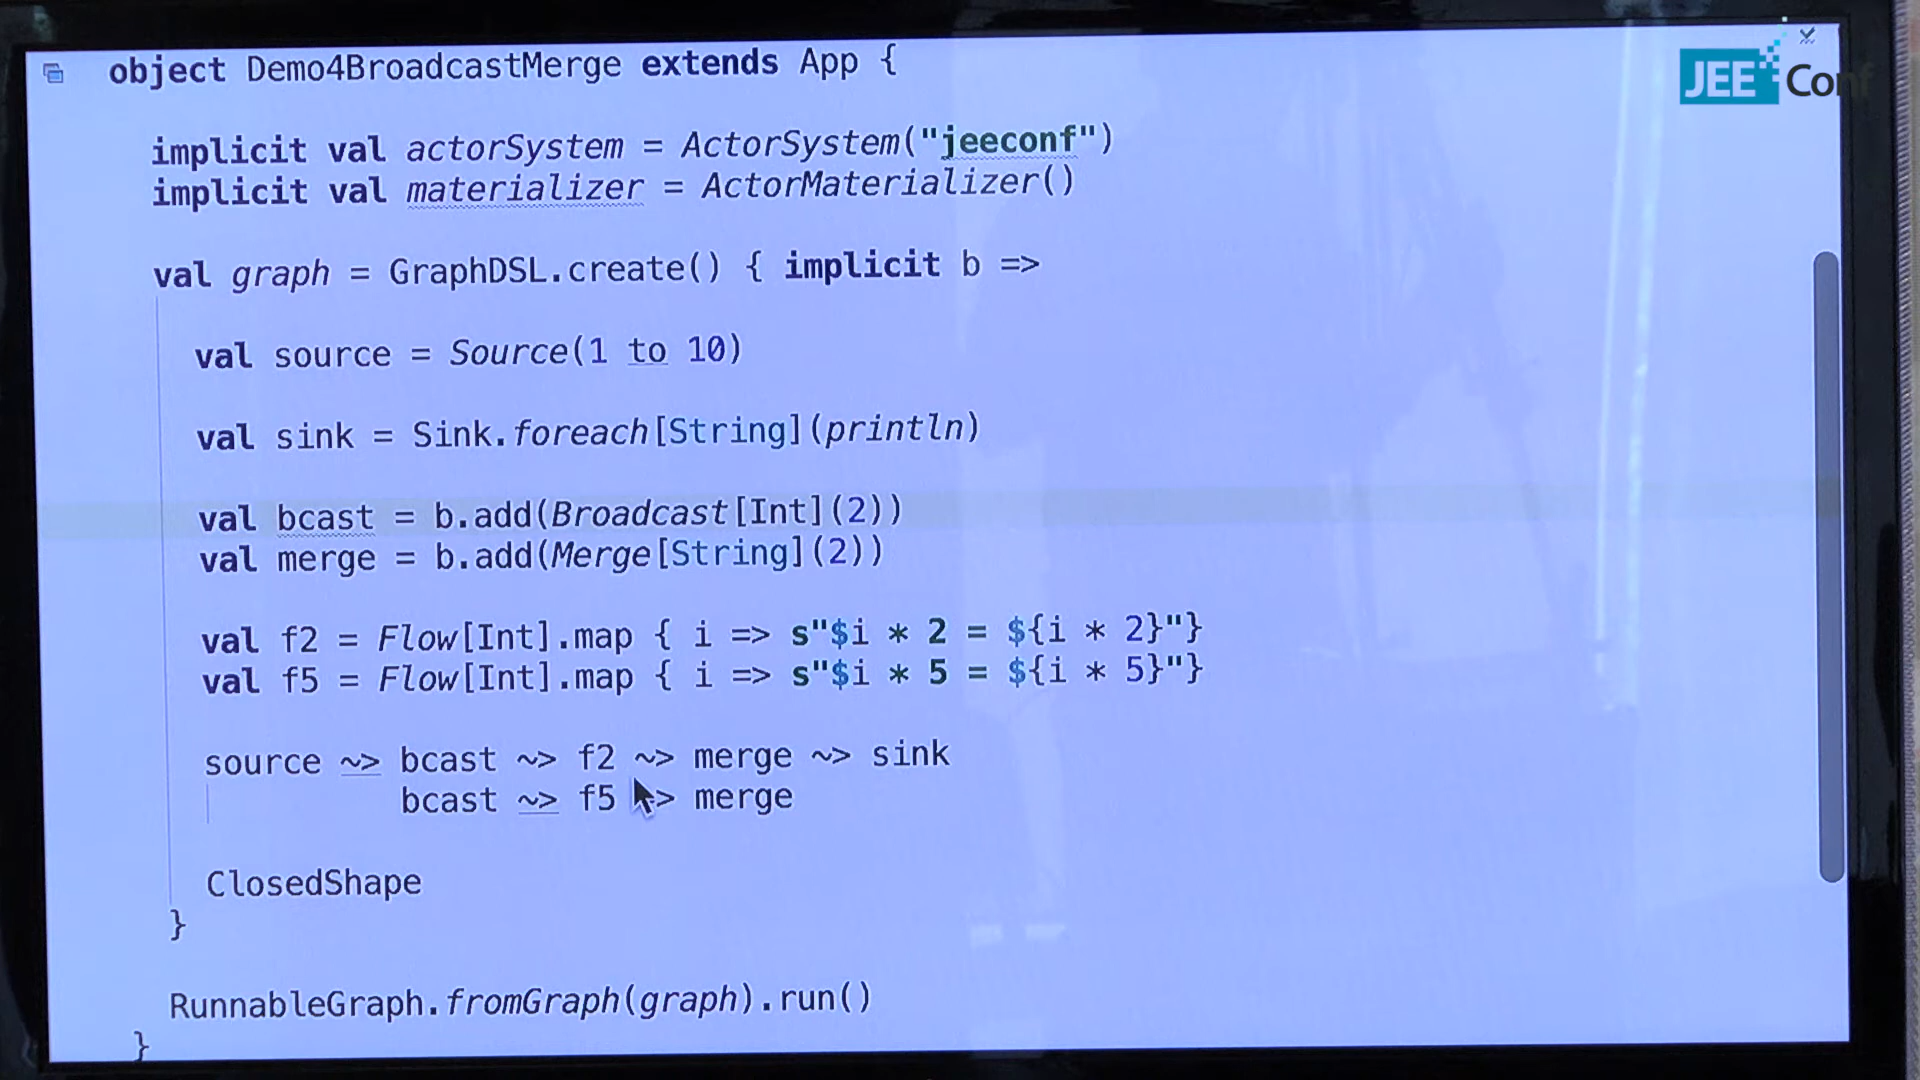 object Demo4BroadcastMerge extends App {
JEE Con
implicit val actorSystem = ActorSystem("jeeconf")
implicit val materializer = ActorMaterializer()
val graph = GraphDSL.create() { implicit b =>
val source = Source(1 to 10)
val sink = Sink.foreach[String](println)
val bcast = b.add(Broadcast[Int](2))
val merge = b.add(Merge[String](2))
val f2 = Flow[Int].map { i => s"$i * 2 = ${i * 2}"}
val f5 = Flow[Int].map { i => s"$i * 5 = ${i * 5}"}
source ~> bcast ~> f2 ~> merge ~> sink
bcast ~> f5 ~> merge
ClosedShape
}
RunnableGraph.fromGraph(graph).run()
}